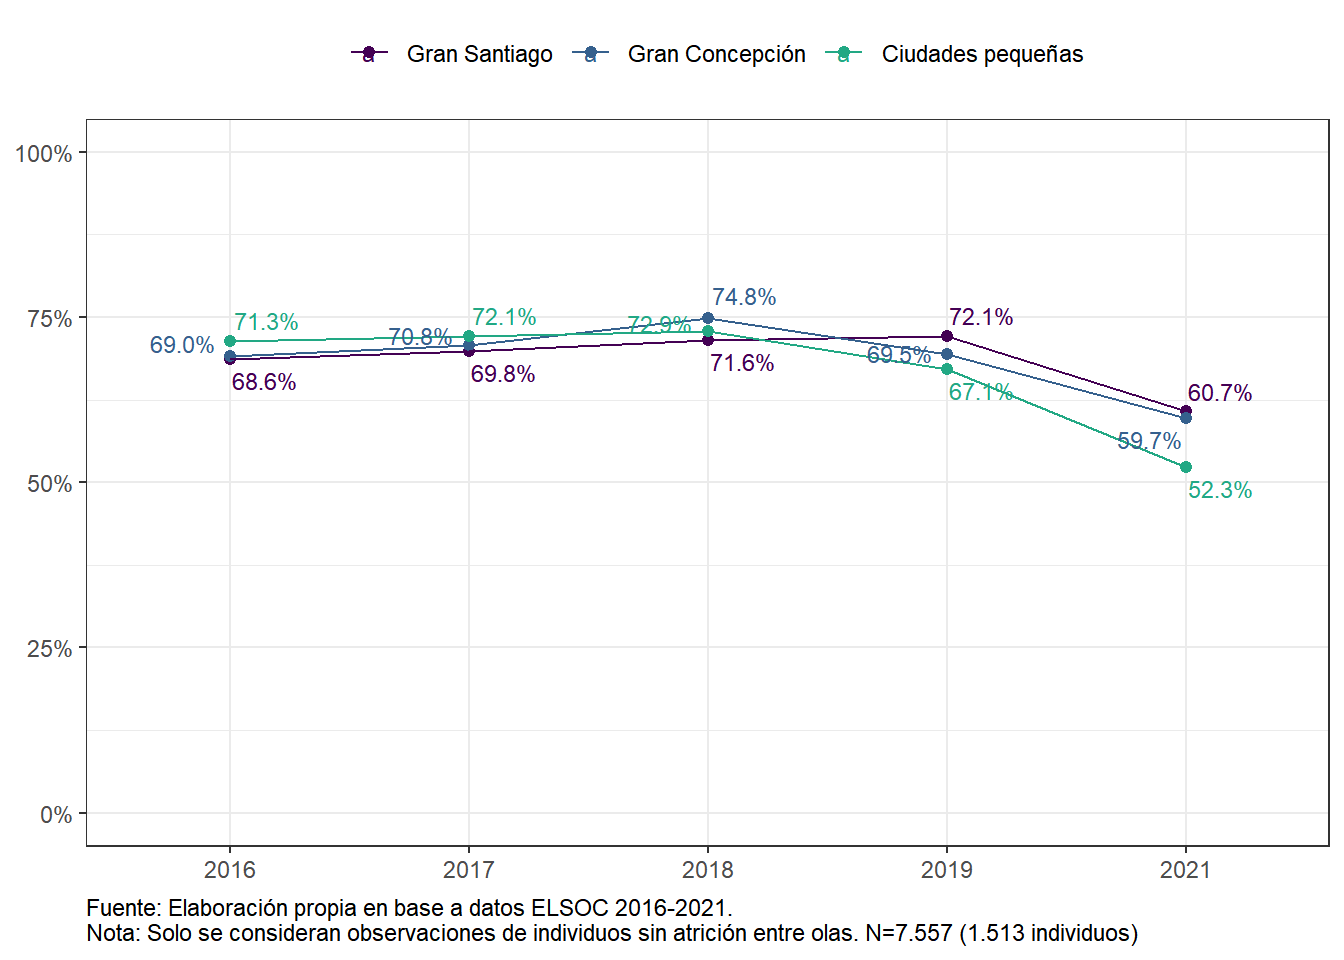 a Gran Santiago a Gran Concepción a Ciudades pequeñas
100%
75%
50%
25%
0%
74.8%
71.3% 72.1% 72.9% 72.1%
69.0% 70.8% 69.5%
68.6% 69.8% 71.6% 67.1% 60.7%
59.7%
52.3%
2016 2017 2018 2019 2021
Fuente: Elaboración propia en base a datos ELSOC 2016-2021.
Nota: Solo se consideran observaciones de individuos sin atrición entre olas. N=7.557 (1.513 individuos)